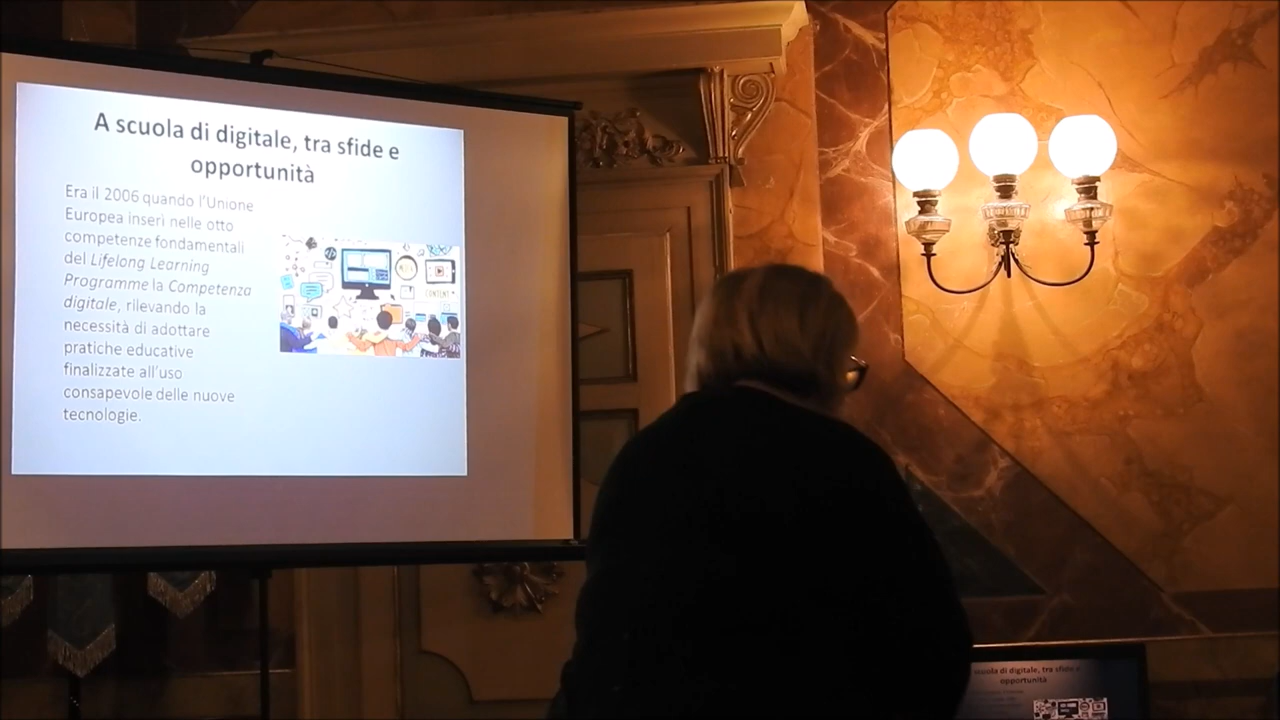 A scuola di digitale, tra sfide e
opportunità
Era il 2006 quando l'Unione
Europea inserì nelle otto
competenze fondamentali
del Lifelong Learning
Programme la Competenza
digitale, rilevando la
necessità di adottare
pratiche educative
finalizzate all'uso
consapevole delle nuove
tecnologie.
scuola di digitale, tra sfide e
opportunità